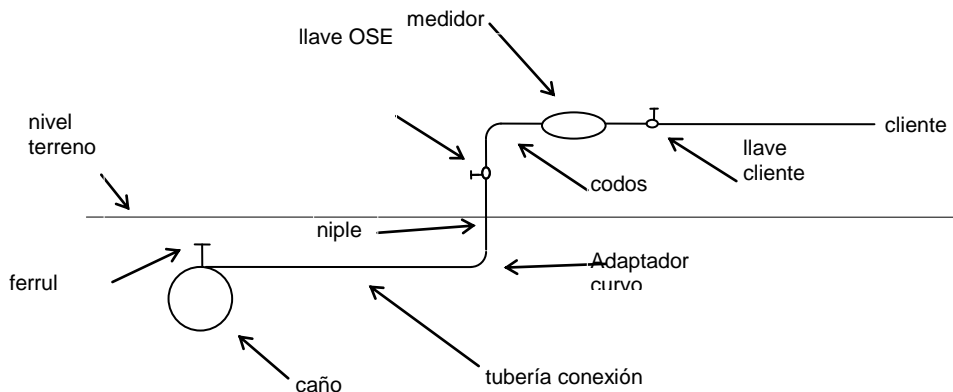 medidor
llave OSE
nivel
terreno
cliente
llave
cliente
codos
niple
ferrul
Adaptador
curvo
tubería conexión
caño